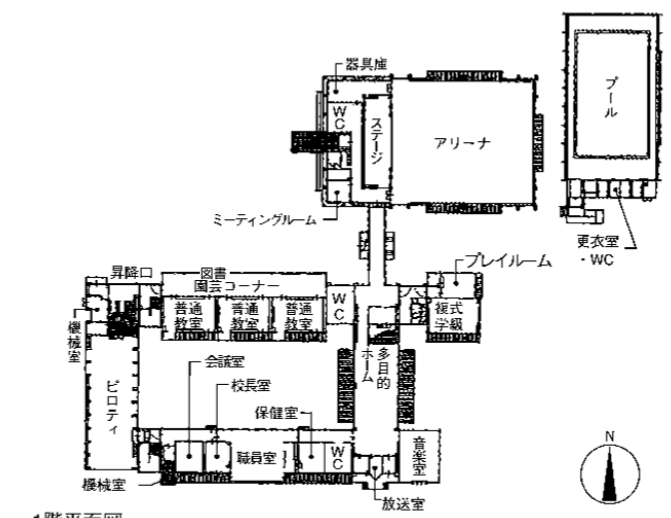 器具庫
WC
ステージ
アリーナ
プール
ミーティングルーム
更衣室
・WC
昇降口
図書
園芸コーナー
プレイルーム
普通
教室
普通
教室
普通
教室
WC
複式
学級
機械室
ピロティ
多目的
ホーム
会議室
校長室
保健室
職員室
WC
音楽室
機械室
放送室
N
1階平面図